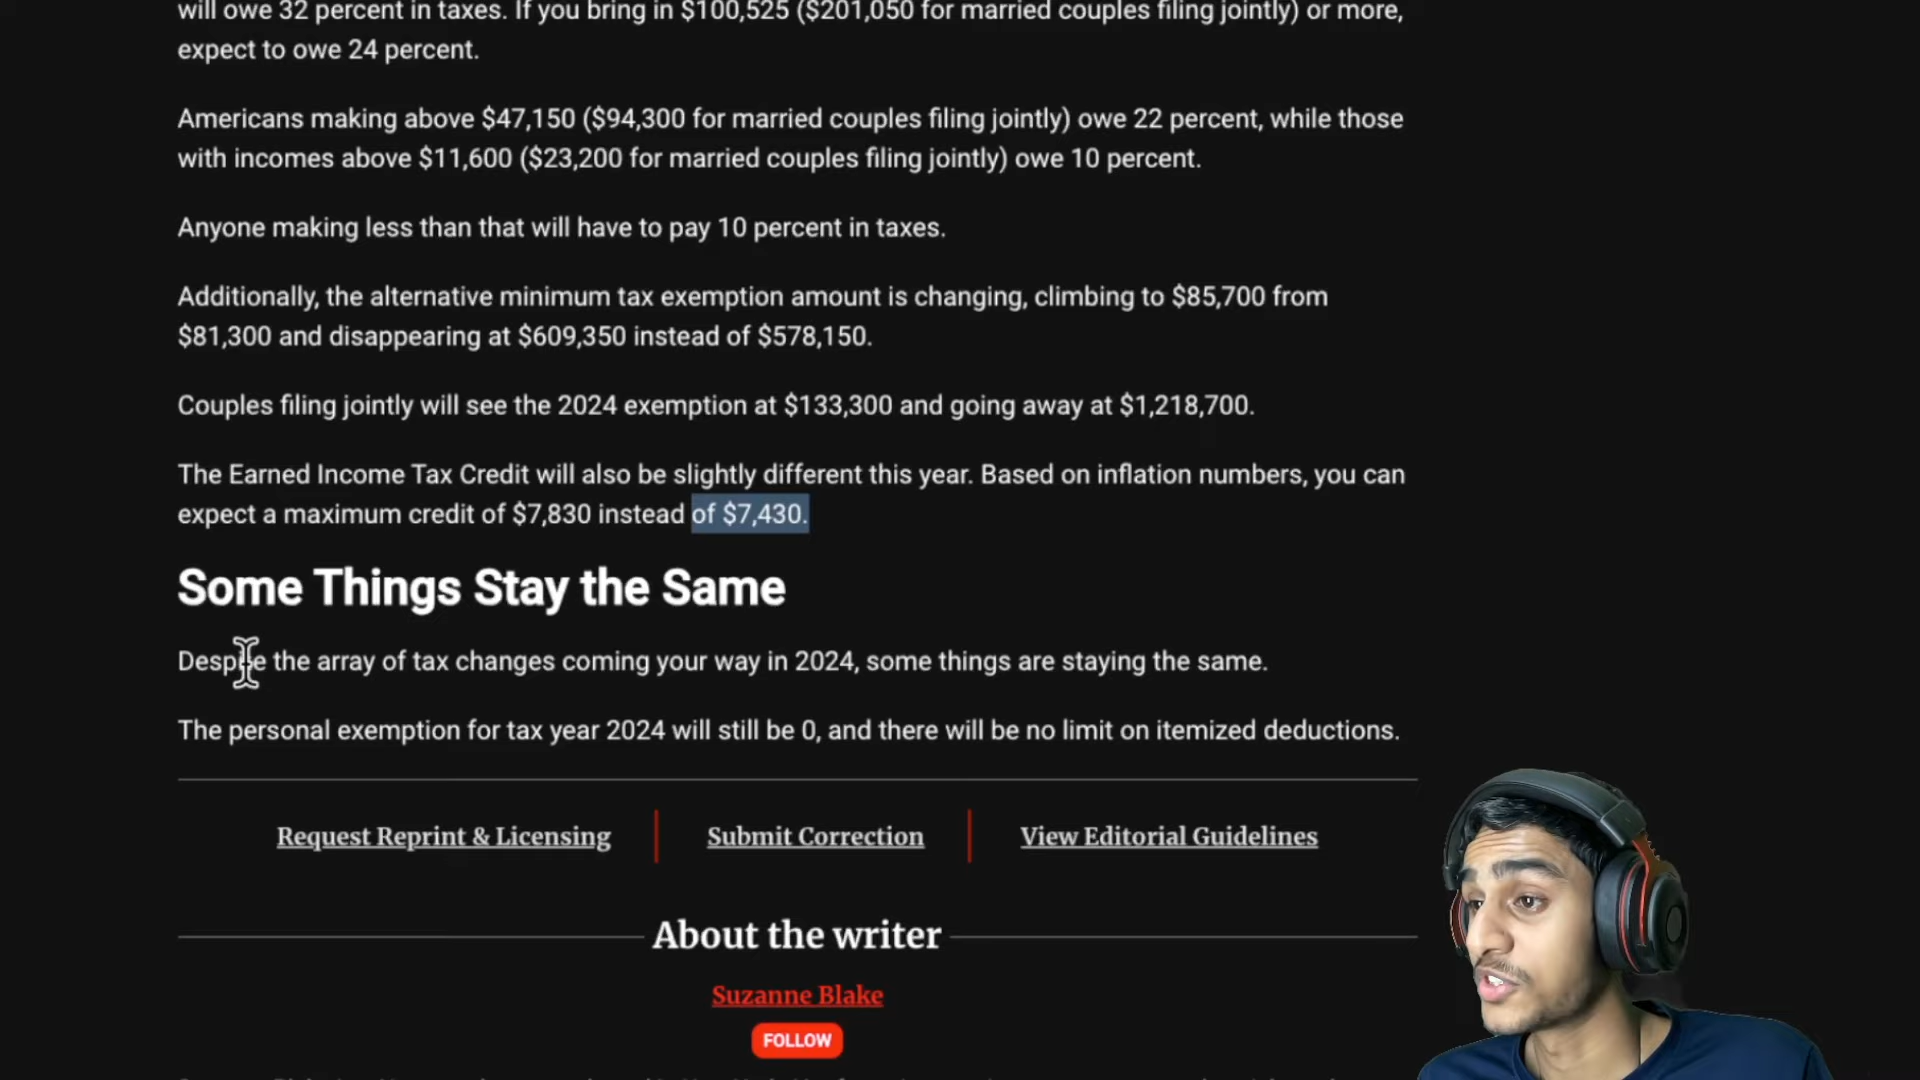 will owe 32 percent in taxes. If you bring in $100,525 ($201,050 for married couples filing jointly) or more,
expect to owe 24 percent.
Americans making above $47,150 ($94,300 for married couples filing jointly) owe 22 percent, while those
with incomes above $11,600 ($23,200 for married couples filing jointly) owe 10 percent.
Anyone making less than that will have to pay 10 percent in taxes.
Additionally, the alternative minimum tax exemption amount is changing, climbing to $85,700 from
$81,300 and disappearing at $609,350 instead of $578,150.
Couples filing jointly will see the 2024 exemption at $133,300 and going away at $1,218,700.
The Earned Income Tax Credit will also be slightly different this year. Based on inflation numbers, you can
expect a maximum credit of $7,830 instead of $7,430.
Some Things Stay the Same
Despite the array of tax changes coming your way in 2024, some things are staying the same.
The personal exemption for tax year 2024 will still be 0, and there will be no limit on itemized deductions.
Request Reprint & Licensing
Submit Correction
View Editorial Guidelines
About the writer
Suzanne Blake
FOLLOW